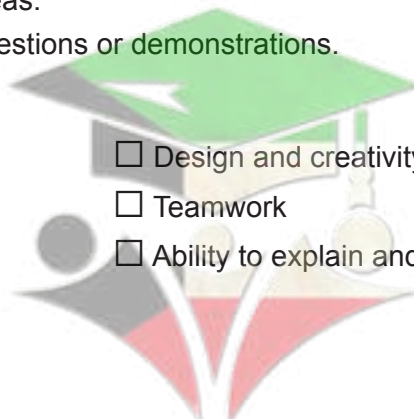 eas.
estions or demonstrations.
☐ Design and creativity
☐ Teamwork
☐ Ability to explain and